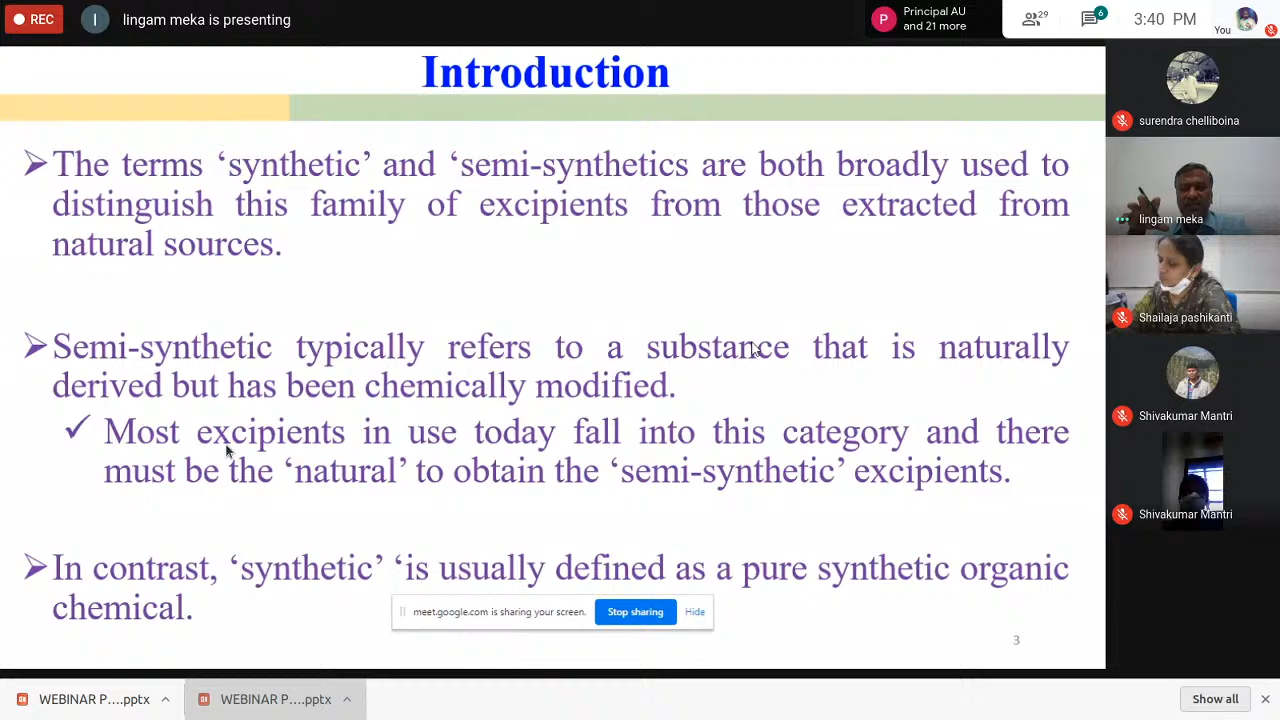 REC
l
lingam meka is presenting
P
Principal AU
and 21 more
29
6
3:40 PM
You
Introduction
➢The terms ‘synthetic’ and ‘semi-synthetics are both broadly used to
distinguish this family of excipients from those extracted from
natural sources.
➢Semi-synthetic typically refers to a substance that is naturally
derived but has been chemically modified.
✓ Most excipients in use today fall into this category and there
must be the ‘natural’ to obtain the ‘semi-synthetic’ excipients.
➢In contrast, ‘synthetic’ ‘is usually defined as a pure synthetic organic
chemical.
meet.google.com is sharing your screen.
Stop sharing
Hide
3
surendra chelliboina
lingam meka
Shailaja pashikanti
Shivakumar Mantri
Shivakumar Mantri
WEBINAR P....pptx
WEBINAR P....pptx
Show all